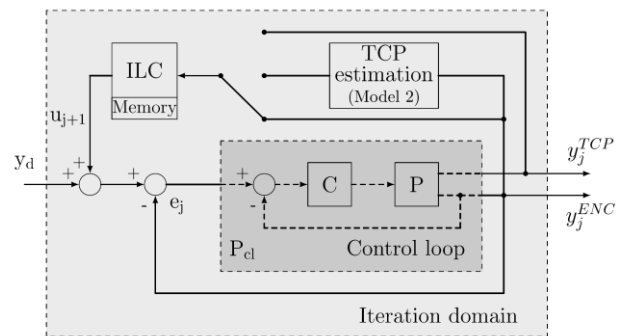 TCP
estimation
(Model 2)
ILC
Memory
u_{j+1}
y_d
+
+
+
-
e_j
+
-
C
P
y_j^{TCP}
y_j^{ENC}
P_{cl}
Control loop
Iteration domain